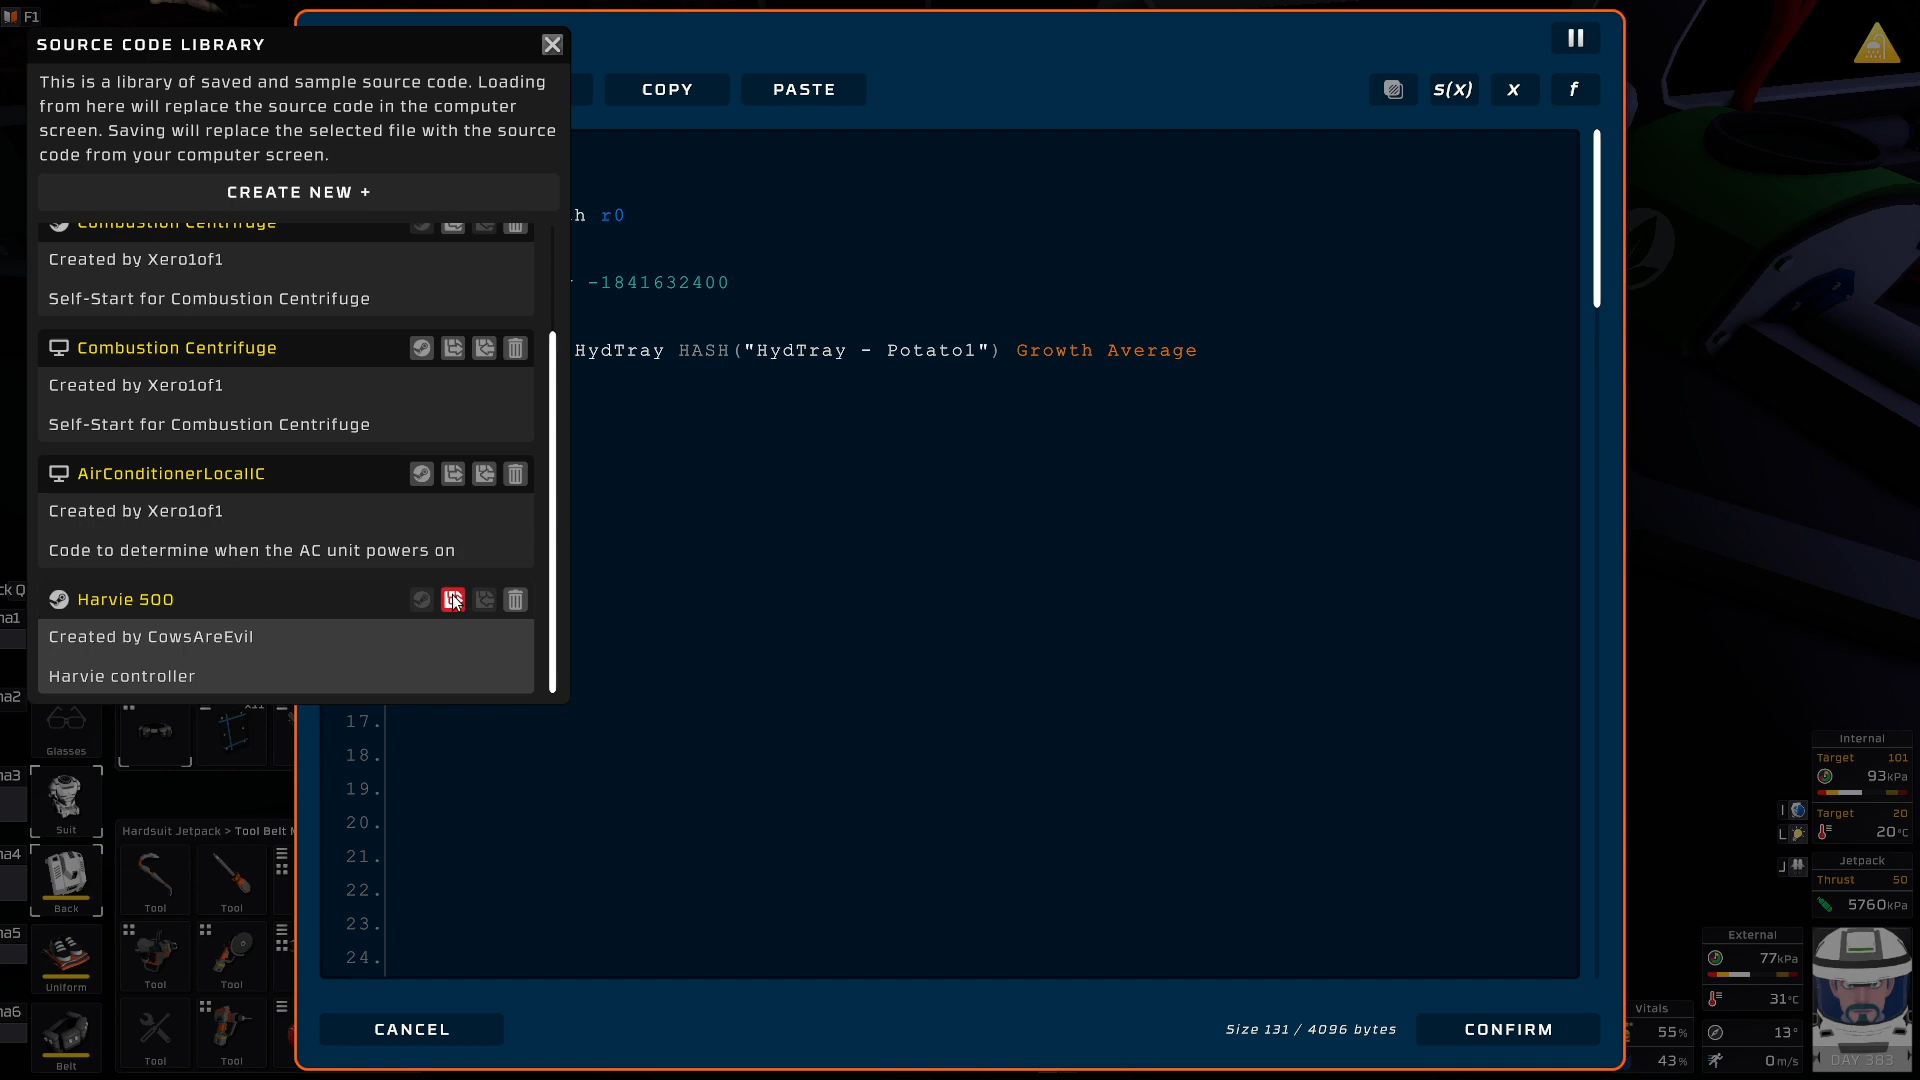 F1
SOURCE CODE LIBRARY
This is a library of saved and sample source code. Loading
from here will replace the source code in the computer
screen. Saving will replace the selected file with the source
code from your computer screen.
CREATE NEW +
Combustion Centrifuge
Created by Xero1of1
Self-Start for Combustion Centrifuge
Combustion Centrifuge
Created by Xero1of1
Self-Start for Combustion Centrifuge
AirConditionerLocalIC
Created by Xero1of1
Code to determine when the AC unit powers on
Harvie 500
Created by CowsAreEvil
Harvie controller
COPY
PASTE
s(x)
x
f
h r0
-1841632400
HydTray HASH("HydTray - Potato1") Growth Average
17.
18.
19.
20.
21.
22.
23.
24.
CANCEL
Size 131 / 4096 bytes
CONFIRM
Glasses
Suit
Back
Uniform
Belt
Hardsuit Jetpack > Tool Belt
Tool
Tool
Tool
Tool
Tool
Tool
Internal
Target 101
93kPa
Target 20
20°C
I
L
J
Jetpack
Thrust 50
5760kPa
External
77kPa
31°C
13°
0m/s
Vitals
55%
43%
DAY 383